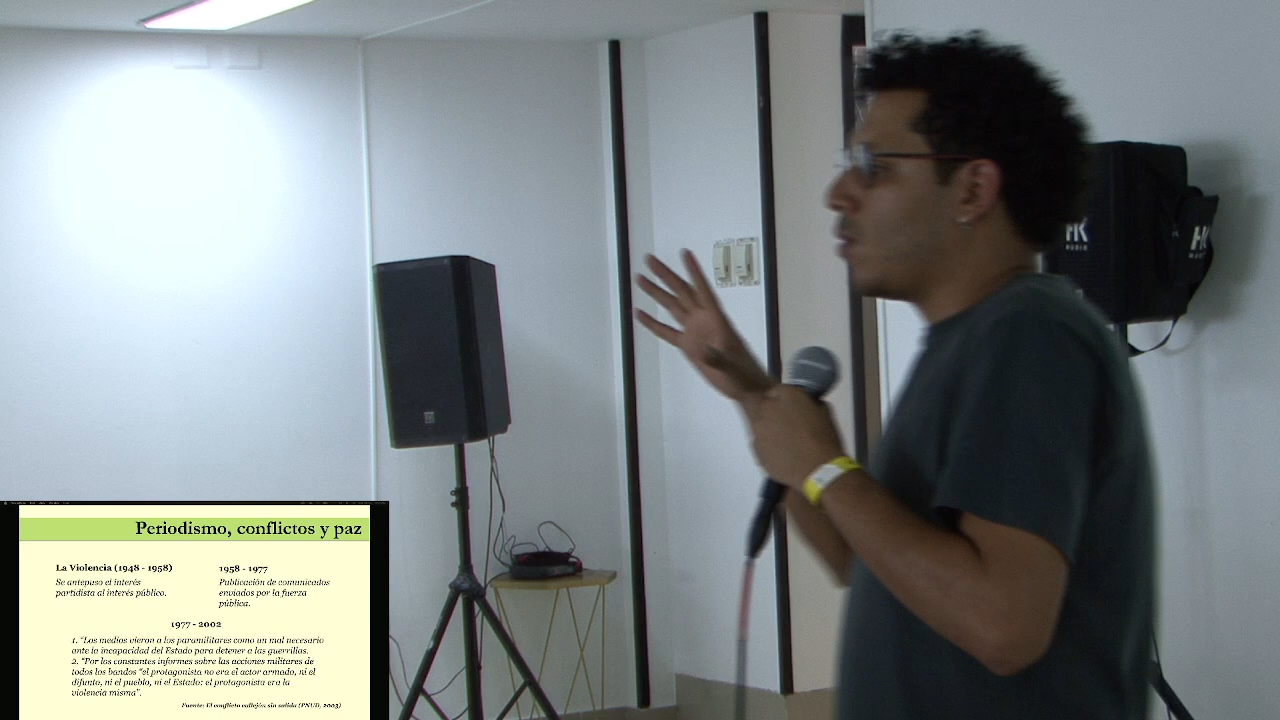 HK
AUDIO
HK
Periodismo, conflictos y paz
La Violencia (1948 - 1958)
Se antepuso el interés
partidista al interés público.
1958 - 1977
Publicación de comunicados
enviados por la fuerza
pública.
1977 - 2002
1. "Los medios vieron a los paramilitares como un mal necesario
ante la incapacidad del Estado para detener a las guerrillas.
2. "Por los constantes informes sobre las acciones militares de
todos los bandos "el protagonista no era el actor armado, ni el
difunto, ni el pueblo, ni el Estado: el protagonista era la
violencia misma".
Fuente: El conflicto callejón sin salida (PNUD, 2003)